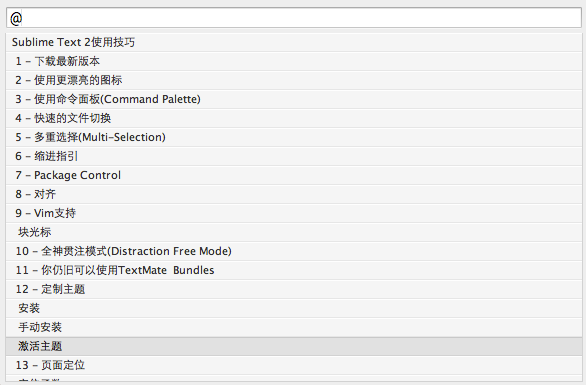 @
Sublime Text 2使用技巧
1 – 下载最新版本
2 – 使用更漂亮的图标
3 – 使用命令面板(Command Palette)
4 – 快速的文件切换
5 – 多重选择(Multi-Selection)
6 – 缩进指引
7 – Package Control
8 – 对齐
9 – Vim支持
块光标
10 – 全神贯注模式(Distraction Free Mode)
11 – 你仍旧可以使用TextMate Bundles
12 – 定制主题
安装
手动安装
激活主题
13 – 页面定位